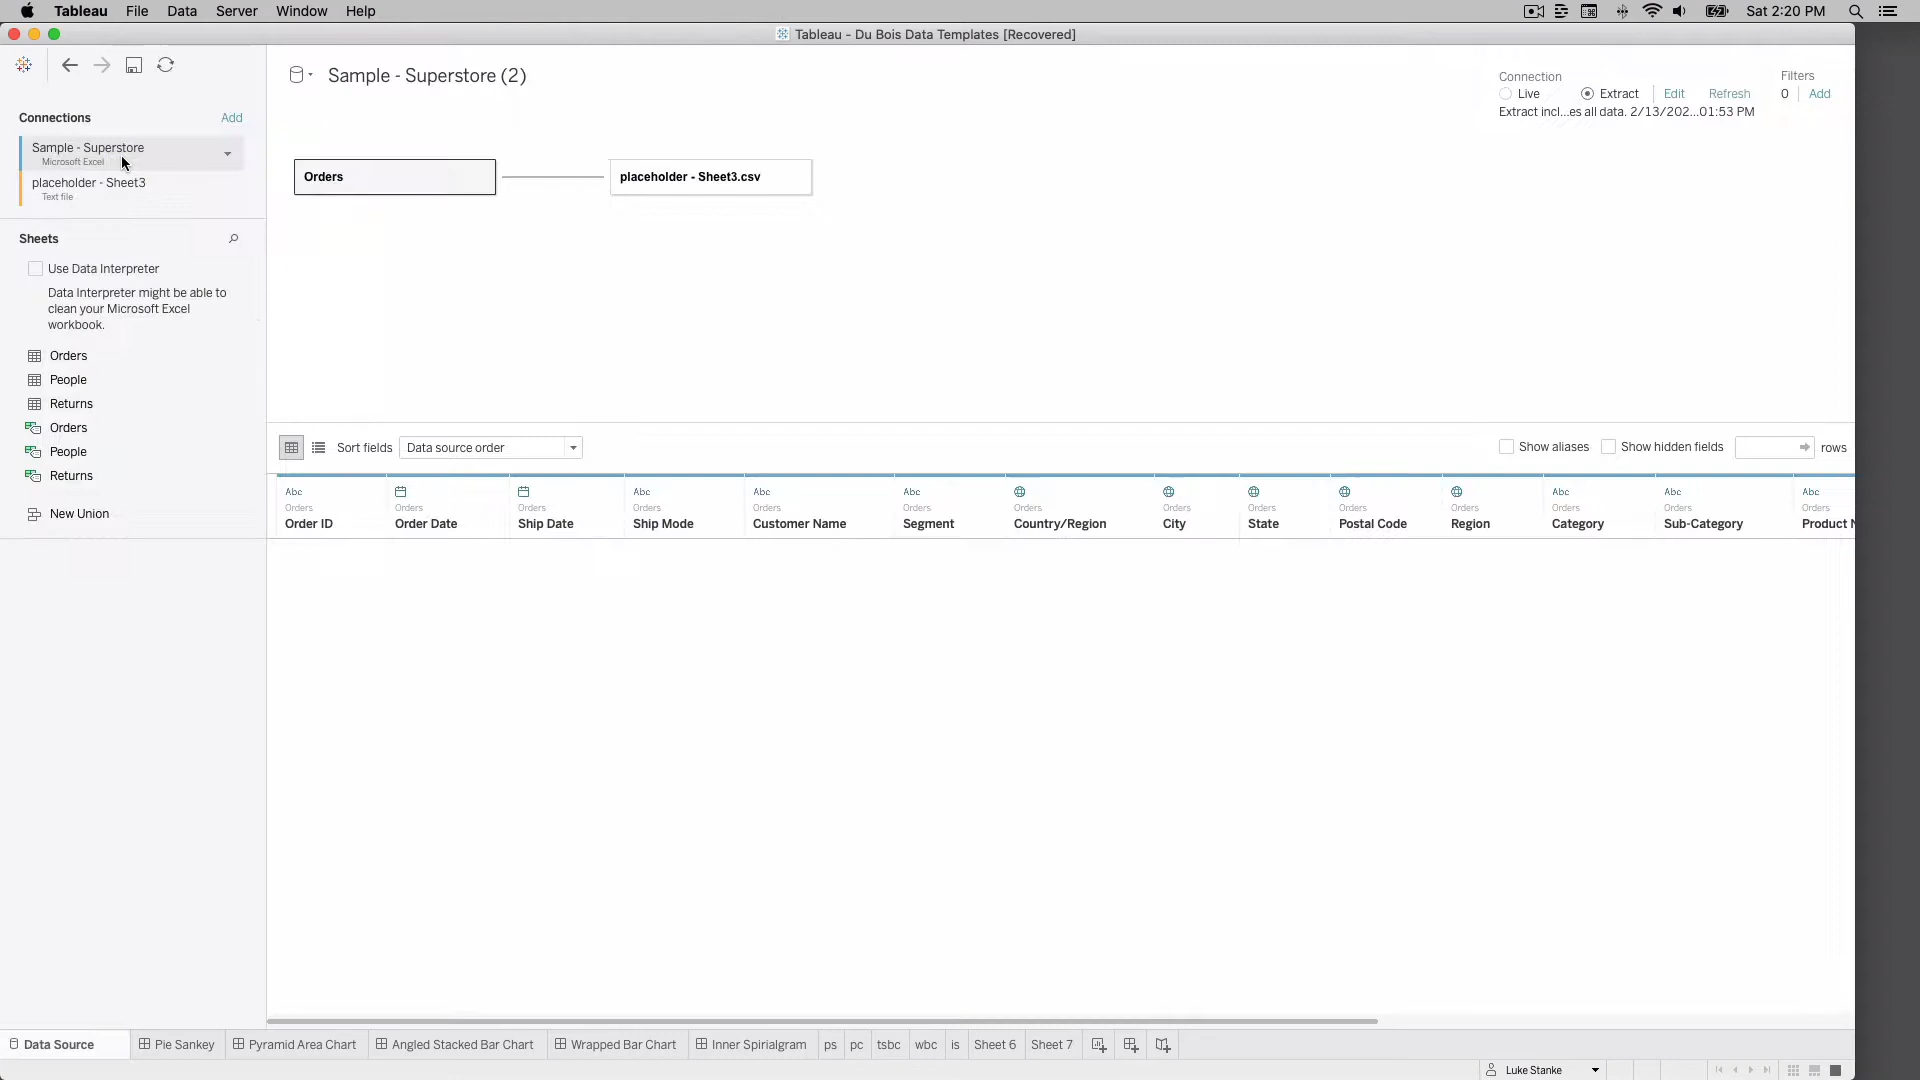 Tableau File Data Server Window Help
Sat 2:20 PM
Tableau - Du Bois Data Templates [Recovered]
Sample - Superstore (2)
Connection
Live Extract Edit Refresh
Extract incl...es all data. 2/13/202...01:53 PM
Filters
0 Add
Connections Add
Sample - Superstore
Microsoft Excel
placeholder - Sheet3
Text file
Orders
placeholder - Sheet3.csv
Sheets
Use Data Interpreter
Data Interpreter might be able to
clean your Microsoft Excel
workbook.
Orders
People
Returns
Orders
People
Returns
New Union
Sort fields Data source order
Show aliases Show hidden fields rows
Abc Abc Abc Abc Abc Abc Abc
Orders Orders Orders Orders Orders Orders Orders Orders Orders Orders Orders Orders Orders Orders
Order ID Order Date Ship Date Ship Mode Customer Name Segment Country/Region City State Postal Code Region Category Sub-Category Product N
Data Source Pie Sankey Pyramid Area Chart Angled Stacked Bar Chart Wrapped Bar Chart Inner Spirialgram ps pc tsbc wbc is Sheet 6 Sheet 7
Luke Stanke